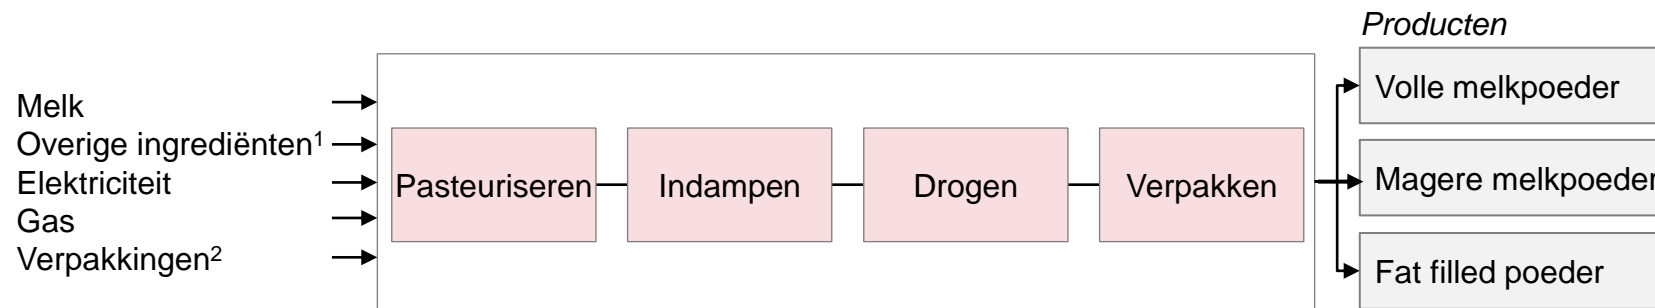 Producten
Melk
Overige ingrediënten¹
Elektriciteit
Gas
Verpakkingen²
Pasteuriseren
Indampen
Drogen
Verpakken
Volle melkpoeder
Magere melkpoeder
Fat filled poeder